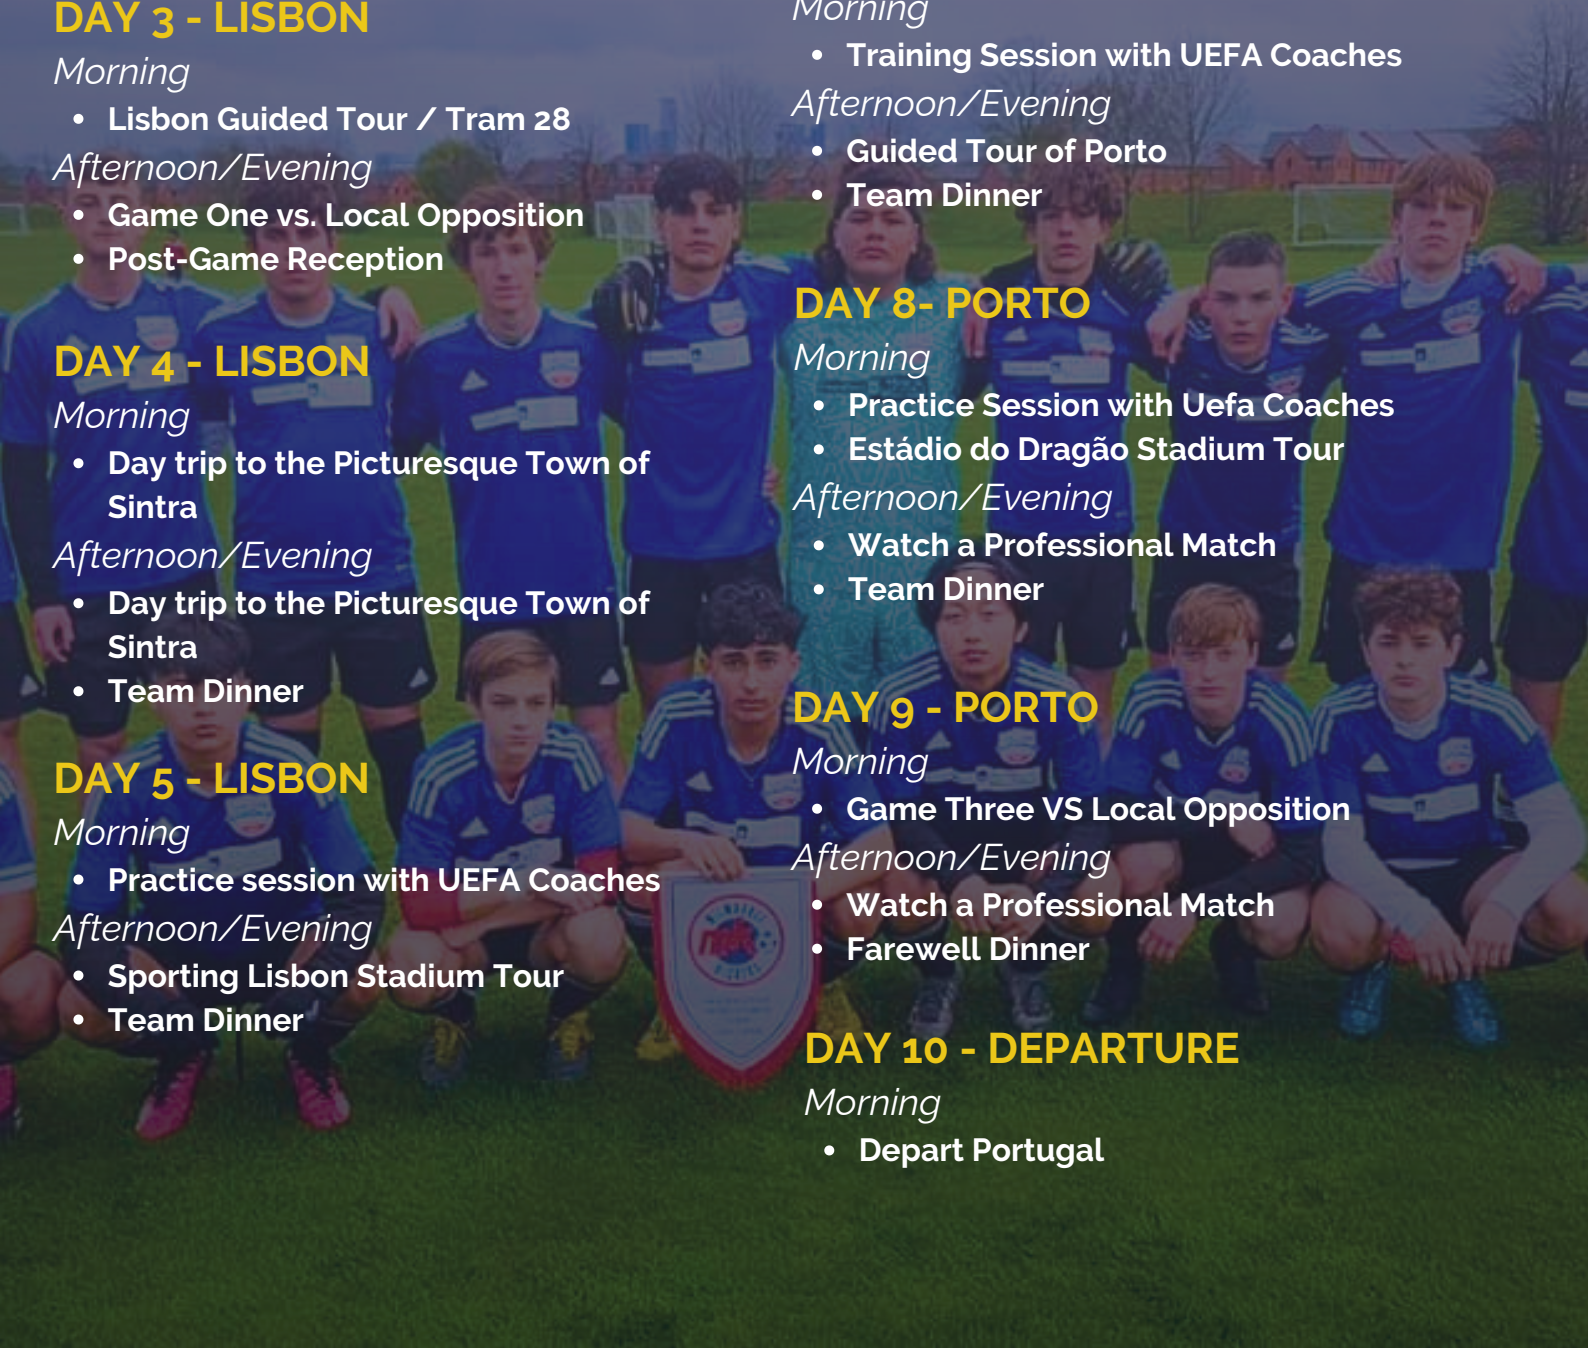 DAY 3 - LISBON
Morning
• Lisbon Guided Tour / Tram 28
Afternoon/Evening
• Game One vs. Local Opposition
• Post-Game Reception
DAY 4 - LISBON
Morning
• Day trip to the Picturesque Town of
Sintra
Afternoon/Evening
• Day trip to the Picturesque Town of
Sintra
• Team Dinner
DAY 5 - LISBON
Morning
• Practice session with UEFA Coaches
Afternoon/Evening
• Sporting Lisbon Stadium Tour
• Team Dinner
Morning
• Training Session with UEFA Coaches
Afternoon/Evening
• Guided Tour of Porto
• Team Dinner
DAY 8- PORTO
Morning
• Practice Session with Uefa Coaches
• Estádio do Dragão Stadium Tour
Afternoon/Evening
• Watch a Professional Match
• Team Dinner
DAY 9 - PORTO
Morning
• Game Three VS Local Opposition
Afternoon/Evening
• Watch a Professional Match
• Farewell Dinner
DAY 10 - DEPARTURE
Morning
• Depart Portugal